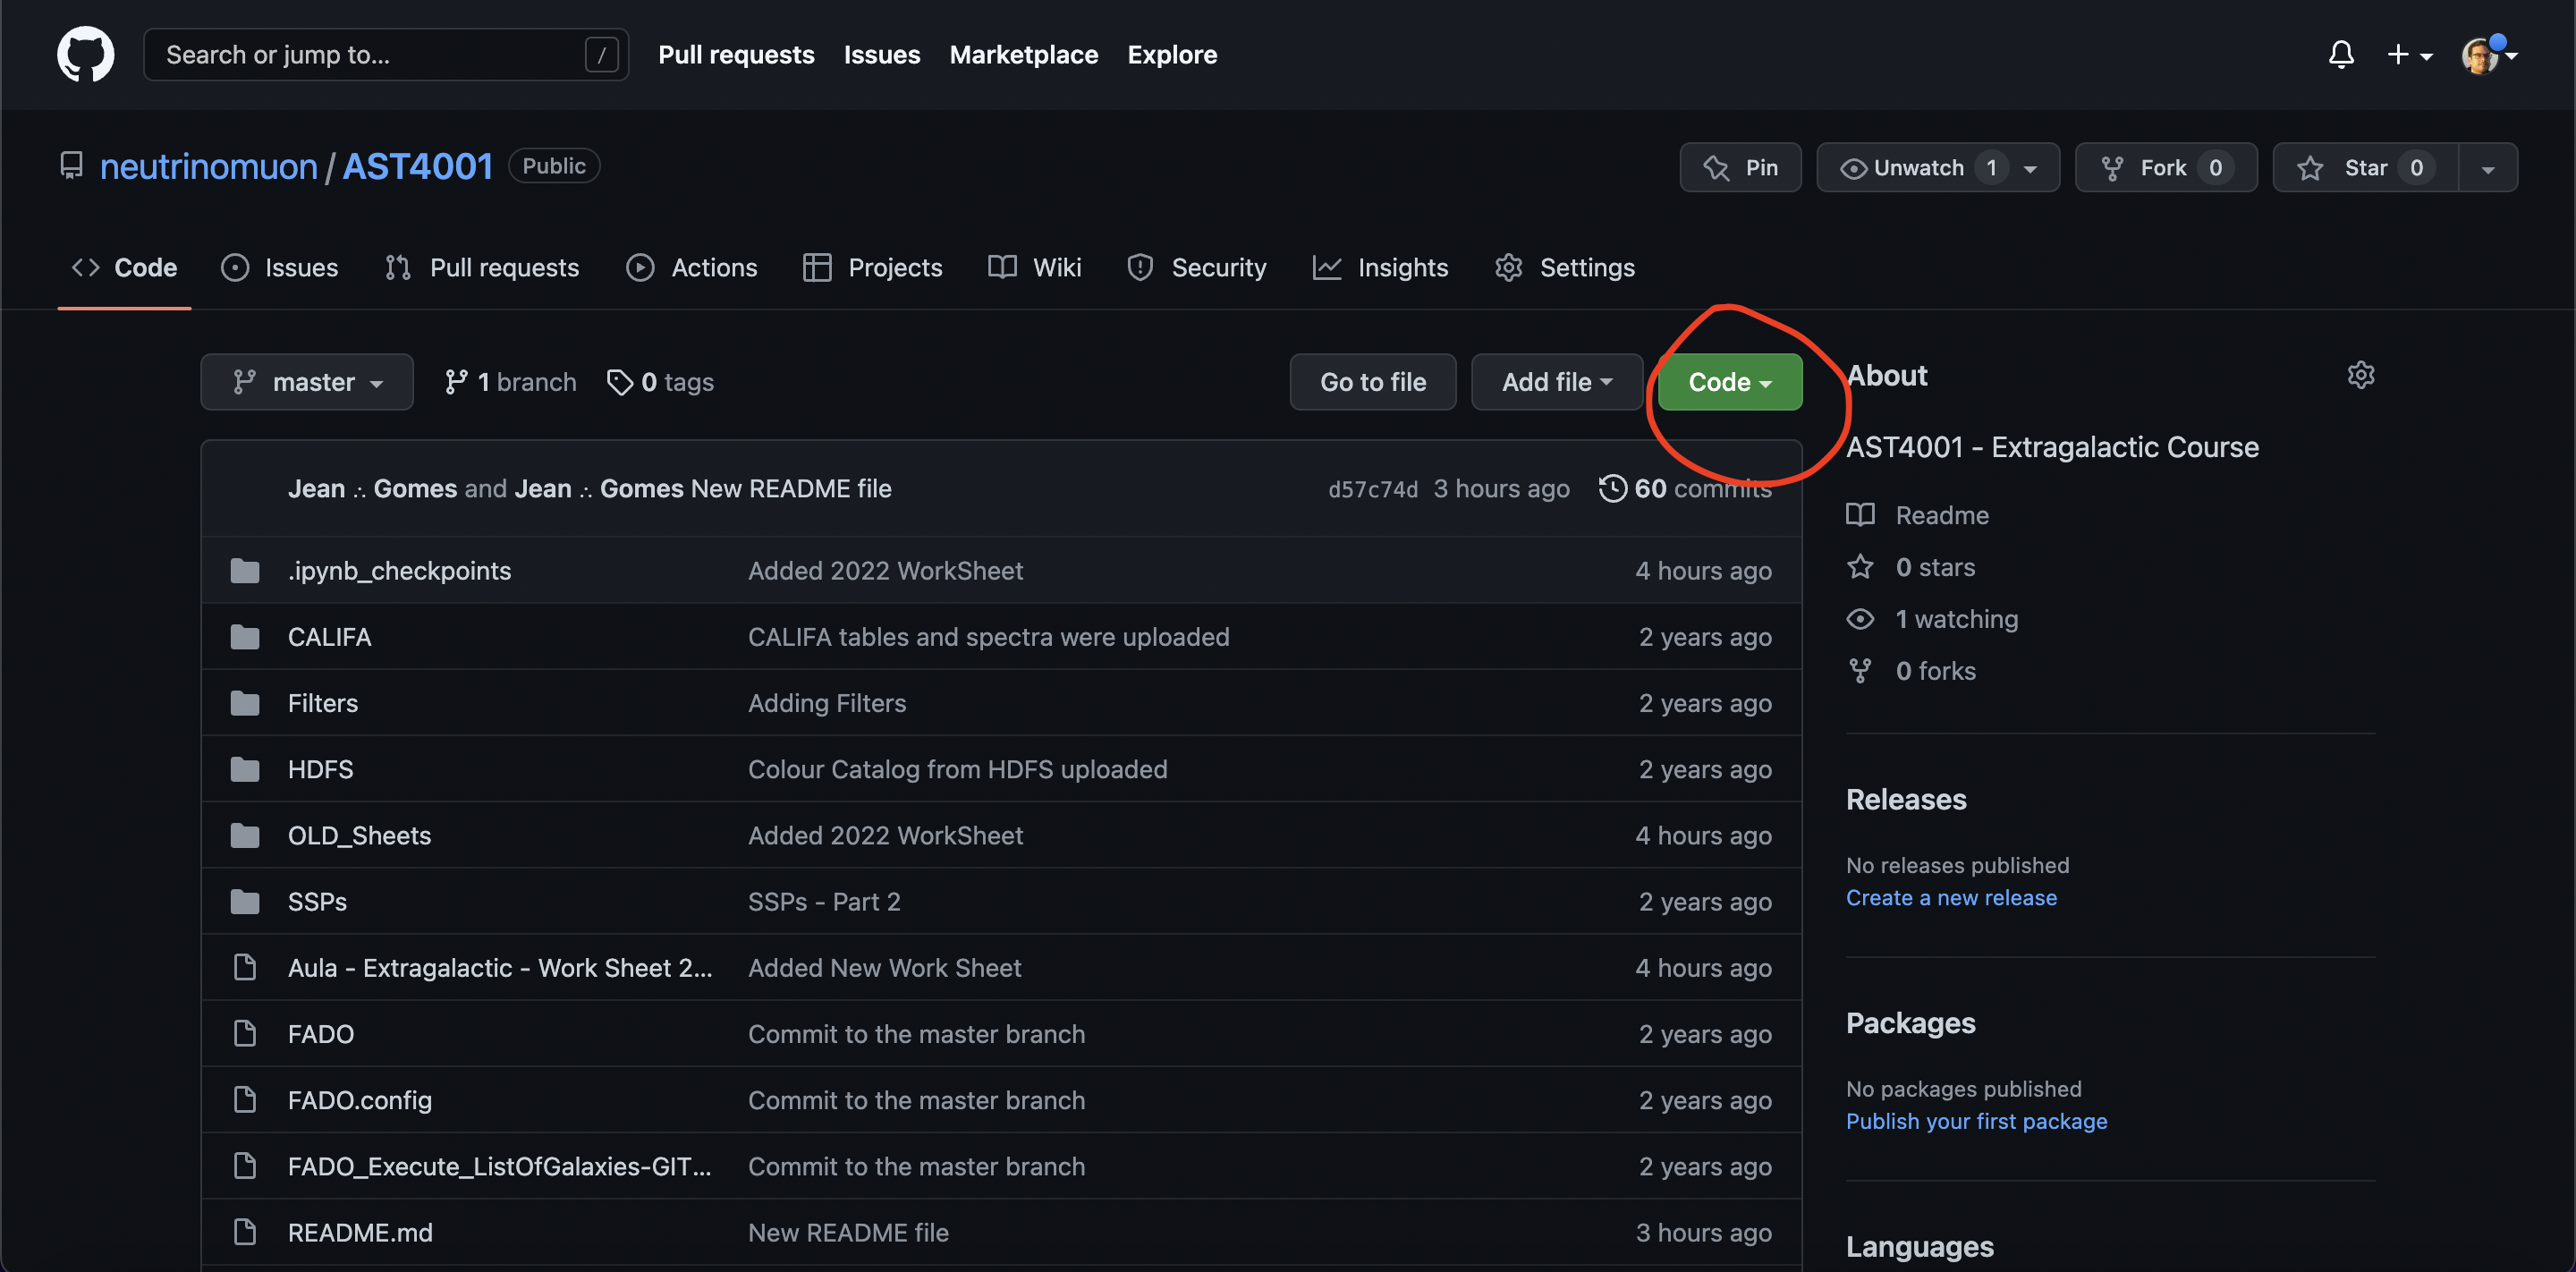 Search or jump to... / Pull requests Issues Marketplace Explore
neutrinomuon / AST4001 Public Pin Unwatch 1 Fork 0 Star 0
<> Code Issues Pull requests Actions Projects Wiki Security Insights Settings
master 1 branch 0 tags Go to file Add file Code
About
AST4001 - Extragalactic Course
Readme
0 stars
1 watching
0 forks
Releases
No releases published
Create a new release
Packages
No packages published
Publish your first package
Languages
Jean ∴ Gomes and Jean ∴ Gomes New README file d57c74d 3 hours ago 60 commits
.ipynb_checkpoints Added 2022 WorkSheet 4 hours ago
CALIFA CALIFA tables and spectra were uploaded 2 years ago
Filters Adding Filters 2 years ago
HDFS Colour Catalog from HDFS uploaded 2 years ago
OLD_Sheets Added 2022 WorkSheet 4 hours ago
SSPs SSPs - Part 2 2 years ago
Aula - Extragalactic - Work Sheet 2... Added New Work Sheet 4 hours ago
FADO Commit to the master branch 2 years ago
FADO.config Commit to the master branch 2 years ago
FADO_Execute_ListOfGalaxies-GIT... Commit to the master branch 2 years ago
README.md New README file 3 hours ago